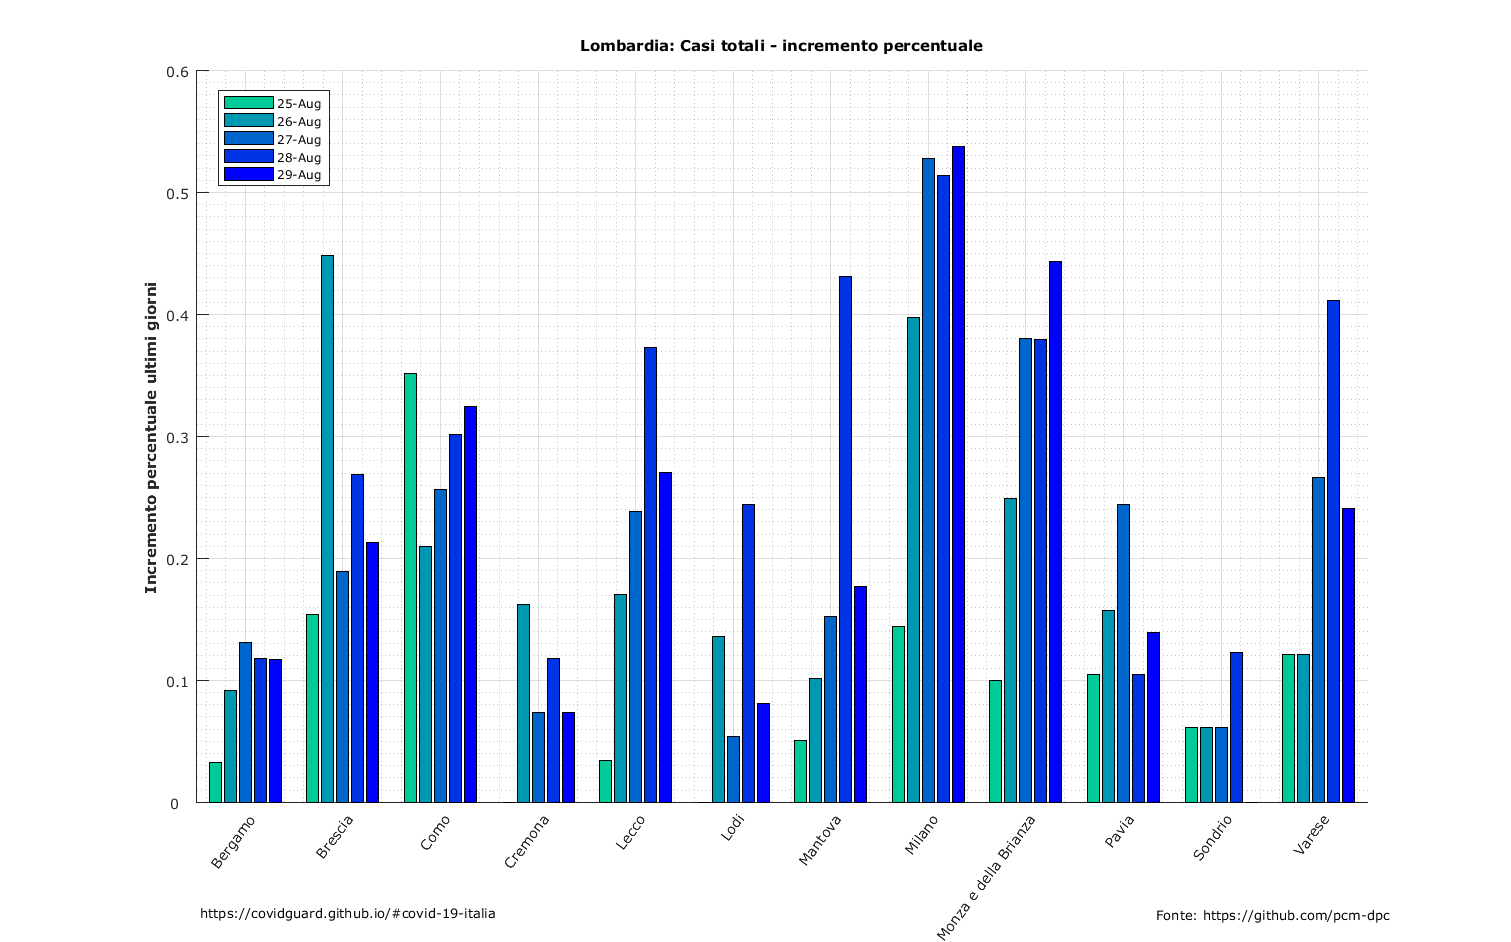 Lombardia: Casi totali - incremento percentuale
0.6
0.5
0.4
0.3
0.2
0.1
0
Incremento percentuale ultimi giorni
25-Aug
26-Aug
27-Aug
28-Aug
29-Aug
Bergamo
Brescia
Como
Cremona
Lecco
Lodi
Mantova
Milano
Monza e della Brianza
Pavia
Sondrio
Varese
https://covidguard.github.io/#covid-19-italia
Fonte: https://github.com/pcm-dpc